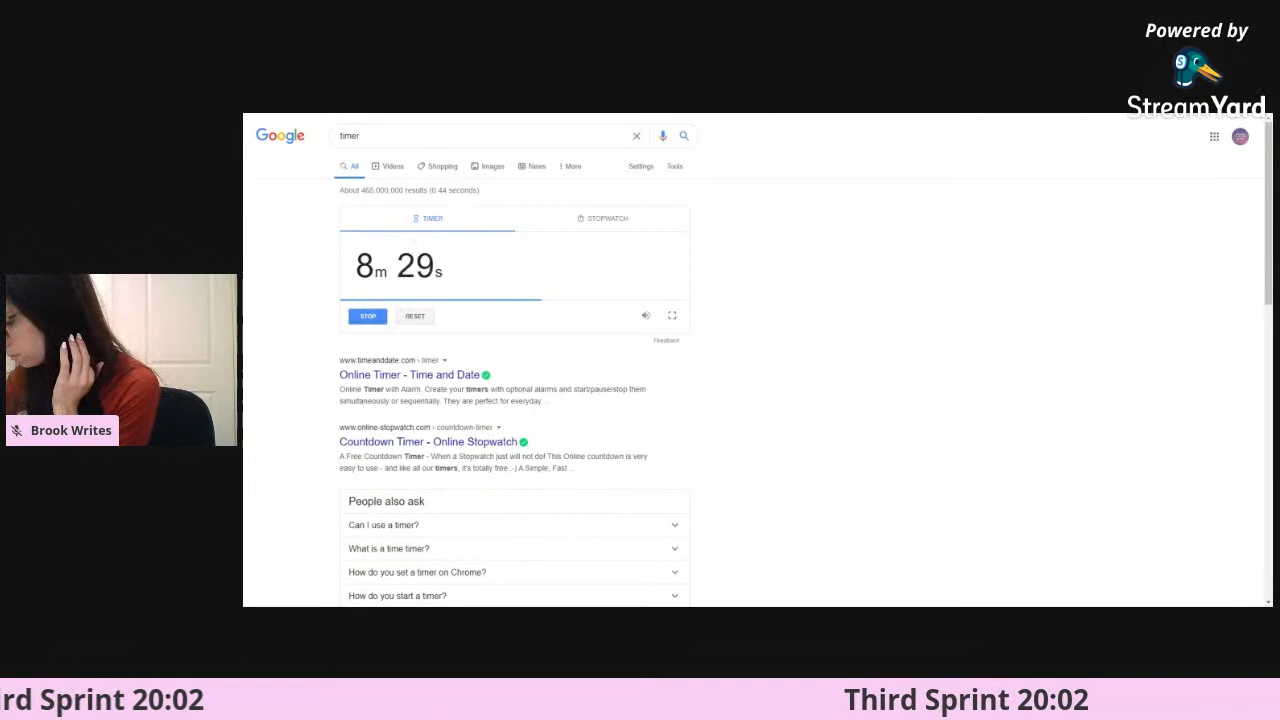 Powered by
StreamYard
Google
timer
All Videos Shopping Images News More Settings Tools
About 465,000,000 results (0.44 seconds)
TIMER STOPWATCH
8m 29s
STOP RESET
Feedback
www.timeanddate.com › timer
Online Timer - Time and Date
Online Timer with Alarm. Create your timers with optional alarms and start/pause/stop them
simultaneously or sequentially. They are perfect for everyday ...
www.online-stopwatch.com › countdown-timer
Countdown Timer - Online Stopwatch
A Free Countdown Timer - When a Stopwatch just will not do! This Online countdown is very
easy to use - and like all our timers, it's totally free :-) A Simple, Fast ...
People also ask
Can I use a timer?
What is a time timer?
How do you set a timer on Chrome?
How do you start a timer?
Brook Writes
ird Sprint 20:02 Third Sprint 20:02